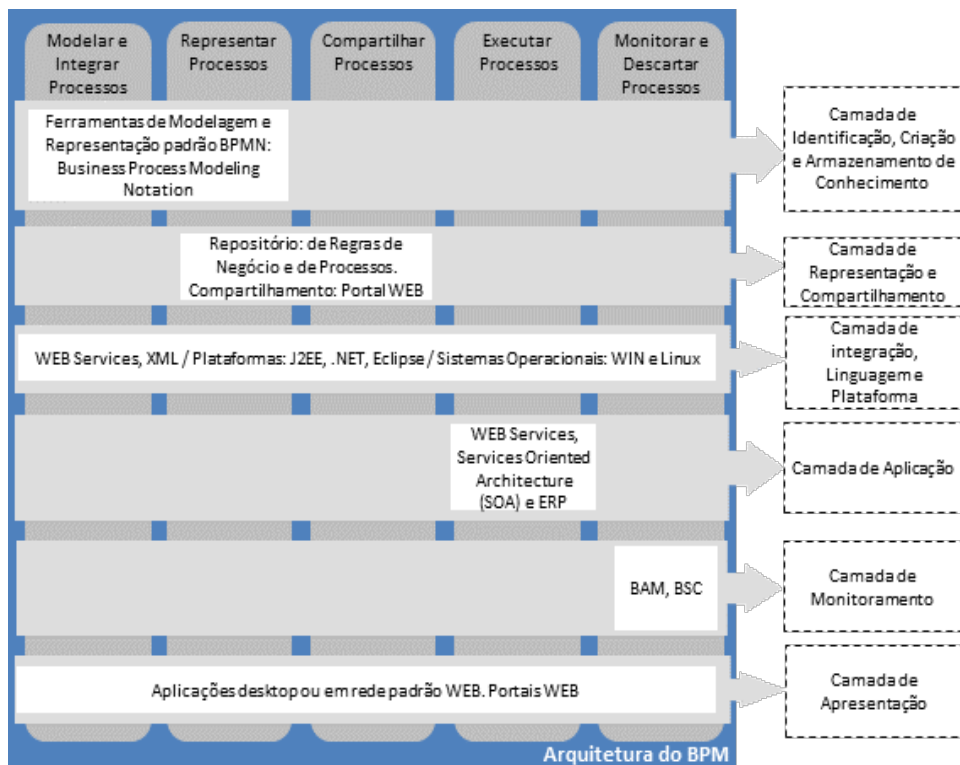 Modelar e
Integrar
Processos
Representar
Processos
Compartilhar
Processos
Executar
Processos
Monitorar e
Descartar
Processos
Ferramentas de Modelagem e
Representação padrão BPMN:
Business Process Modeling
Notation
Camada de
Identificação, Criação
e Armazenamento de
Conhecimento
Repositório: de Regras de
Negócio e de Processos.
Compartilhamento: Portal WEB
Camada de
Representação e
Compartilhamento
WEB Services, XML / Plataformas: J2EE, .NET, Eclipse / Sistemas Operacionais: WIN e Linux
Camada de
integração,
Linguagem e
Plataforma
WEB Services,
Services Oriented
Architecture
(SOA) e ERP
Camada de Aplicação
BAM, BSC
Camada de
Monitoramento
Aplicações desktop ou em rede padrão WEB. Portais WEB
Camada de
Apresentação
Arquitetura do BPM